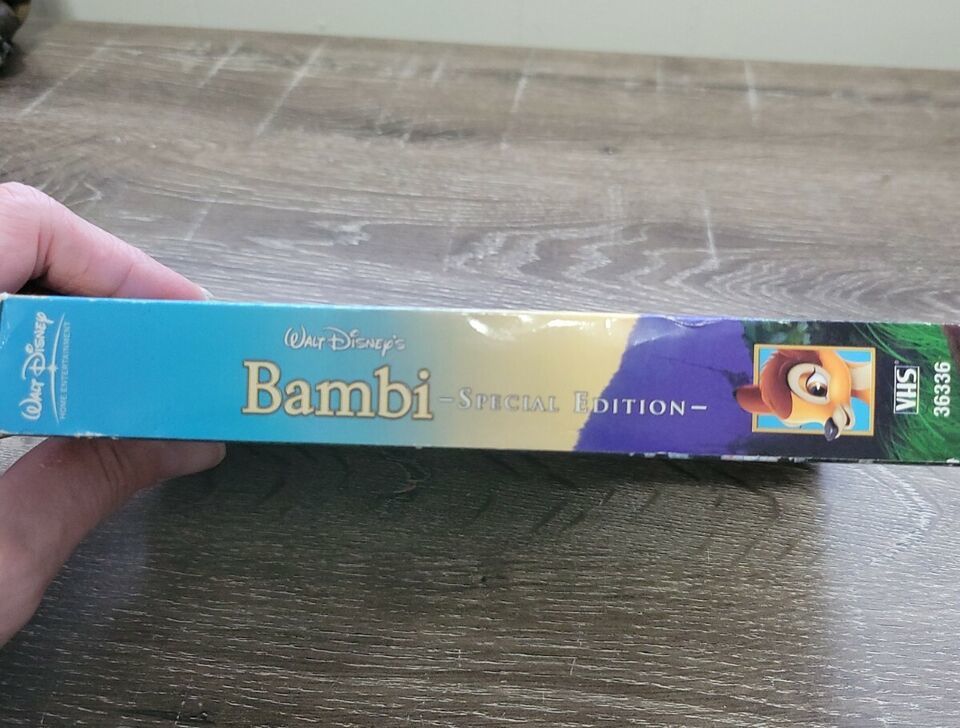 WALT DISNEY
HOME ENTERTAINMENT
WALT DISNEY'S
Bambi
-SPECIAL EDITION-
VHS
36336